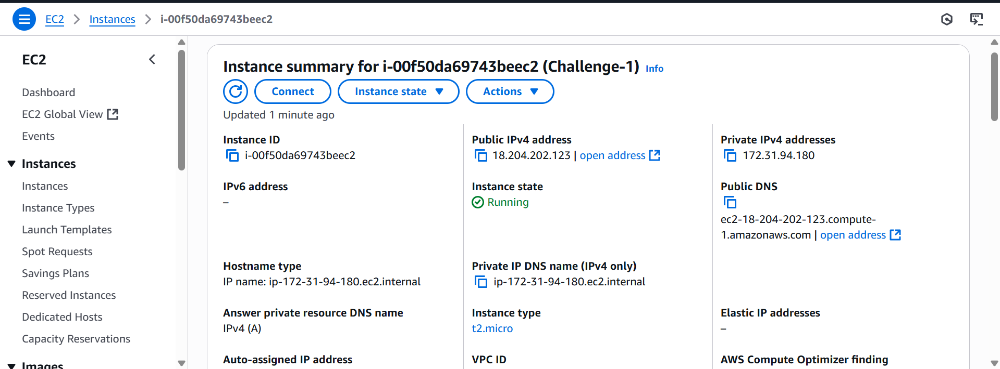 EC2 > Instances > i-00f50da69743beec2
EC2
Dashboard
EC2 Global View
Events
Instances
Instances
Instance Types
Launch Templates
Spot Requests
Savings Plans
Reserved Instances
Dedicated Hosts
Capacity Reservations
Images
Instance summary for i-00f50da69743beec2 (Challenge-1) Info
Connect Instance state Actions
Updated 1 minute ago
Instance ID
i-00f50da69743beec2
Public IPv4 address
18.204.202.123 | open address
Private IPv4 addresses
172.31.94.180
IPv6 address
–
Instance state
Running
Public DNS
ec2-18-204-202-123.compute-
1.amazonaws.com | open address
Hostname type
IP name: ip-172-31-94-180.ec2.internal
Private IP DNS name (IPv4 only)
ip-172-31-94-180.ec2.internal
Answer private resource DNS name
IPv4 (A)
Instance type
t2.micro
Elastic IP addresses
–
Auto-assigned IP address
VPC ID
AWS Compute Optimizer finding